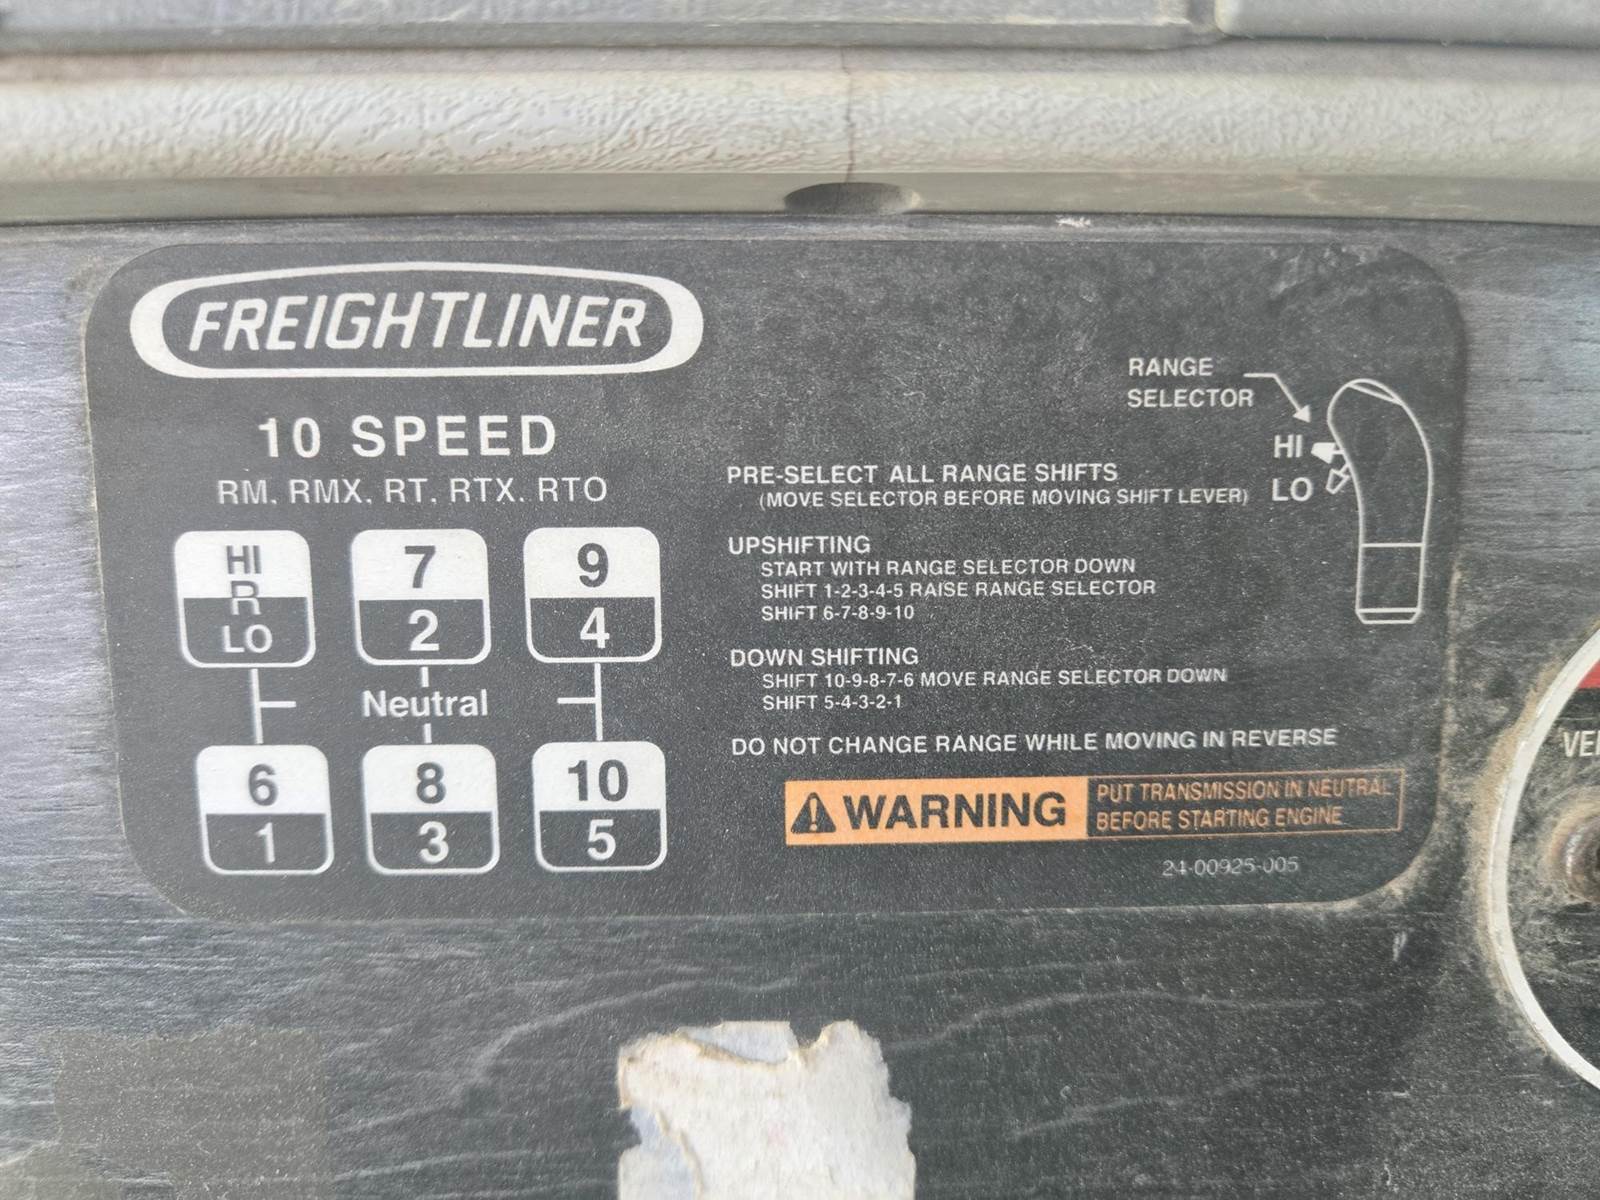 FREIGHTLINER
10 SPEED
RM, RMX, RT, RTX, RTO
HI
R
LO
7
2
9
4
Neutral
6
1
8
3
10
5
RANGE
SELECTOR
HI
LO
PRE-SELECT ALL RANGE SHIFTS
(MOVE SELECTOR BEFORE MOVING SHIFT LEVER)
UPSHIFTING
START WITH RANGE SELECTOR DOWN
SHIFT 1-2-3-4-5 RAISE RANGE SELECTOR
SHIFT 6-7-8-9-10
DOWN SHIFTING
SHIFT 10-9-8-7-6 MOVE RANGE SELECTOR DOWN
SHIFT 5-4-3-2-1
DO NOT CHANGE RANGE WHILE MOVING IN REVERSE
WARNING
PUT TRANSMISSION IN NEUTRAL
BEFORE STARTING ENGINE
24-00925-005